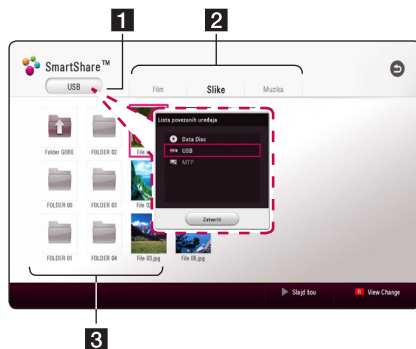 1
2
SmartShare™
USB
Film
Slike
Muzika
Lista povezanih uređaja
Data Disc
USB
MTP
Zatvoriti
Folder GORE
FOLDER 02
File
FOLDER 00
FOLDER 03
File 02
FOLDER 01
FOLDER 04
File 03.jpg
File 06.jpg
Slajd šou
R View Change
3